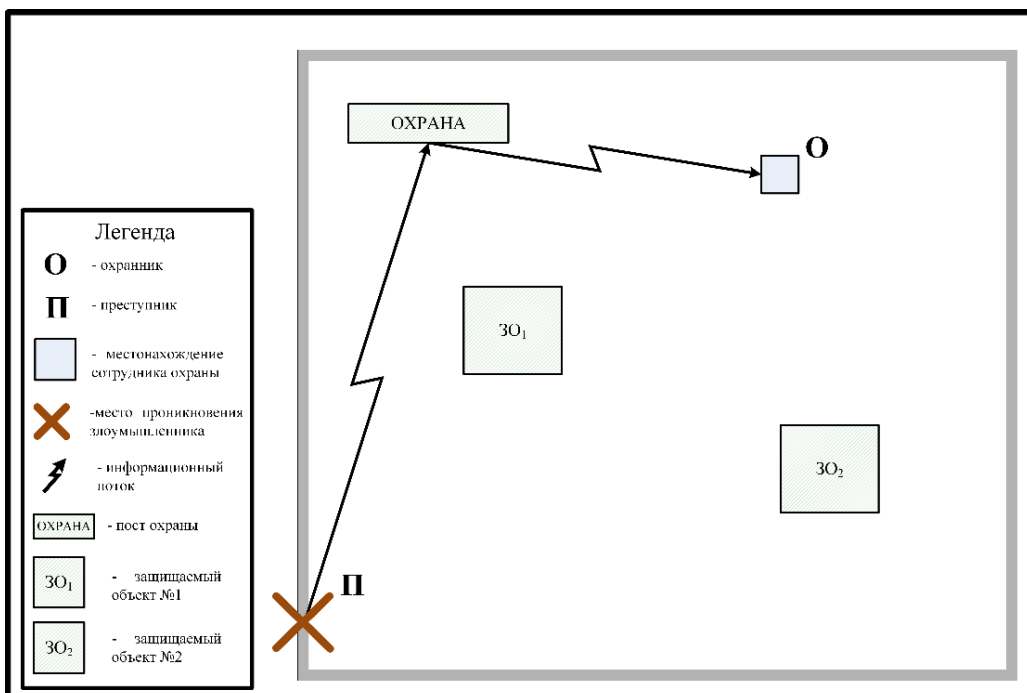 ОХРАНА
О
ЗО₁
ЗО₂
П
Легенда
О - охранник
П - преступник
- местонахождение
сотрудника охраны
-место проникновения
злоумышленника
- информационный
поток
ОХРАНА - пост охраны
ЗО₁ - защищаемый
объект №1
ЗО₂ - защищаемый
объект №2